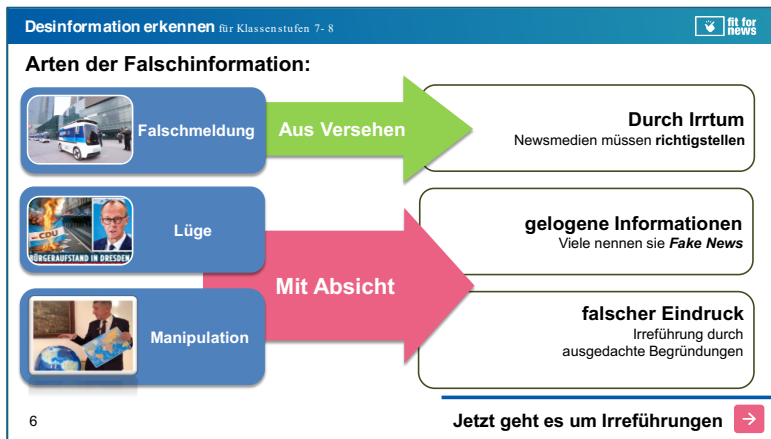 Desinformation erkennen für Klassenstufen 7- 8
fit for
news
Arten der Falschinformation:
Falschmeldung
Aus Versehen
Durch Irrtum
Newsmedien müssen richtigstellen
CDU
BÜRGERAUFSTAND IN DRESDEN
Lüge
gelogene Informationen
Viele nennen sie Fake News
Mit Absicht
Manipulation
falscher Eindruck
Irreführung durch
ausgedachte Begründungen
6
Jetzt geht es um Irreführungen